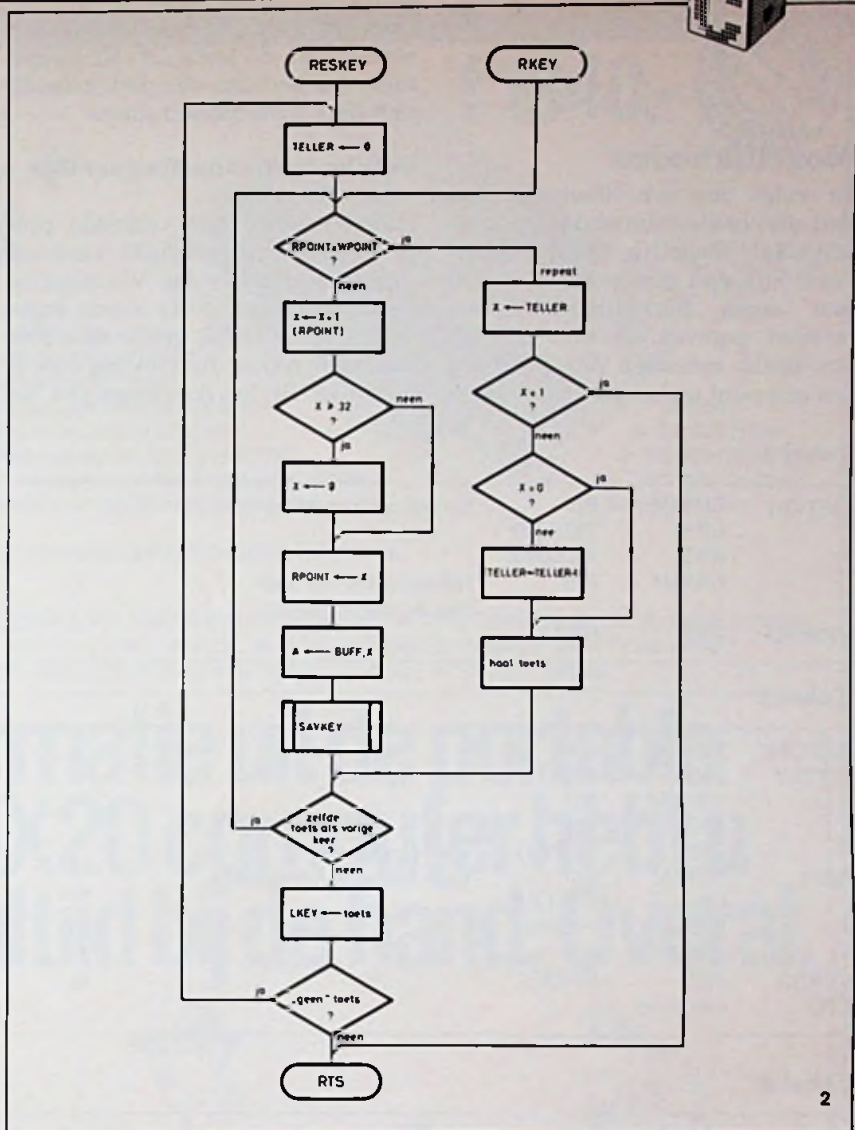 RESKEY
RKEY
TELLER ← 0
RPOINT=WPOINT
?
ja
neen
repeat
X ← X+1
(RPOINT)
X ← TELLER
X ≥ 32
?
neen
ja
X = 1
?
ja
neen
X ← 0
X = 0
?
ja
nee
RPOINT ← X
TELLER←TELLER-1
A ← BUFF,X
haal toets
SAVKEY
ja
zelfde
toets als vorige
keer
?
neen
LKEY ← toets
ja
"geen" toets
?
neen
RTS
2